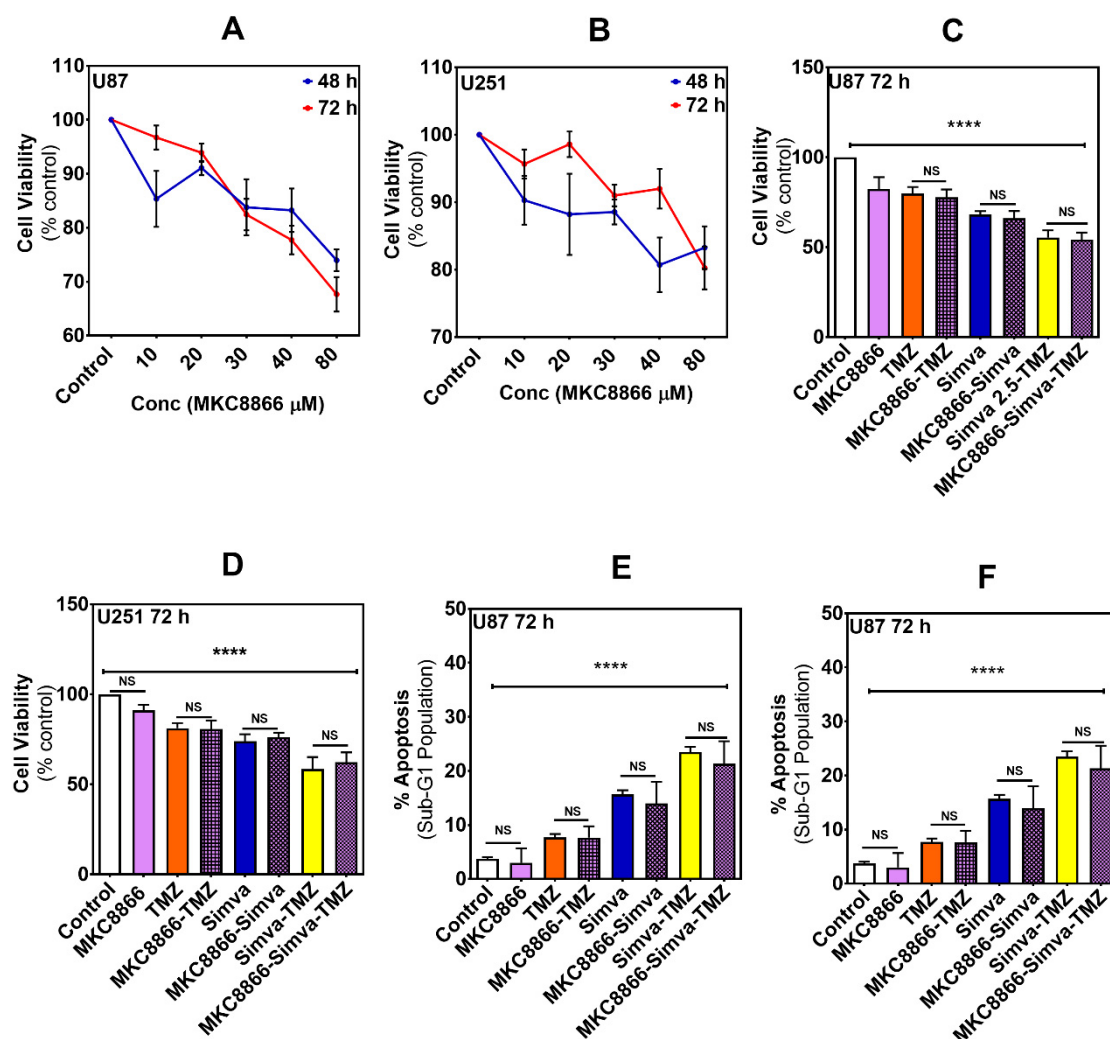 A
U87
48 h
72 h
110
100
90
80
70
60
Cell Viability
(% control)
Control
10
20
30
40
80
Conc (MKC8866 µM)
B
U251
48 h
72 h
110
100
90
80
70
Cell Viability
(% control)
Control
10
20
30
40
80
Conc (MKC8866 µM)
C
U87 72 h
150
100
50
0
Cell Viability
(% control)
****
NS
NS
NS
Control
MKC8866
TMZ
MKC8866-TMZ
Simva
MKC8866-Simva
Simva 2.5-TMZ
MKC8866-Simva-TMZ
D
U251 72 h
150
100
50
0
Cell Viability
(% control)
****
NS
NS
NS
NS
Control
MKC8866
TMZ
MKC8866-TMZ
Simva
MKC8866-Simva
Simva-TMZ
MKC8866-Simva-TMZ
E
U87 72 h
50
40
30
20
10
0
% Apoptosis
(Sub-G1 Population)
****
NS
NS
NS
NS
Control
MKC8866
TMZ
MKC8866-TMZ
Simva
MKC8866-Simva
Simva-TMZ
MKC8866-Simva-TMZ
F
U87 72 h
50
40
30
20
10
0
% Apoptosis
(Sub-G1 Population)
****
NS
NS
NS
NS
Control
MKC8866
TMZ
MKC8866-TMZ
Simva
MKC8866-Simva
Simva-TMZ
MKC8866-Simva-TMZ